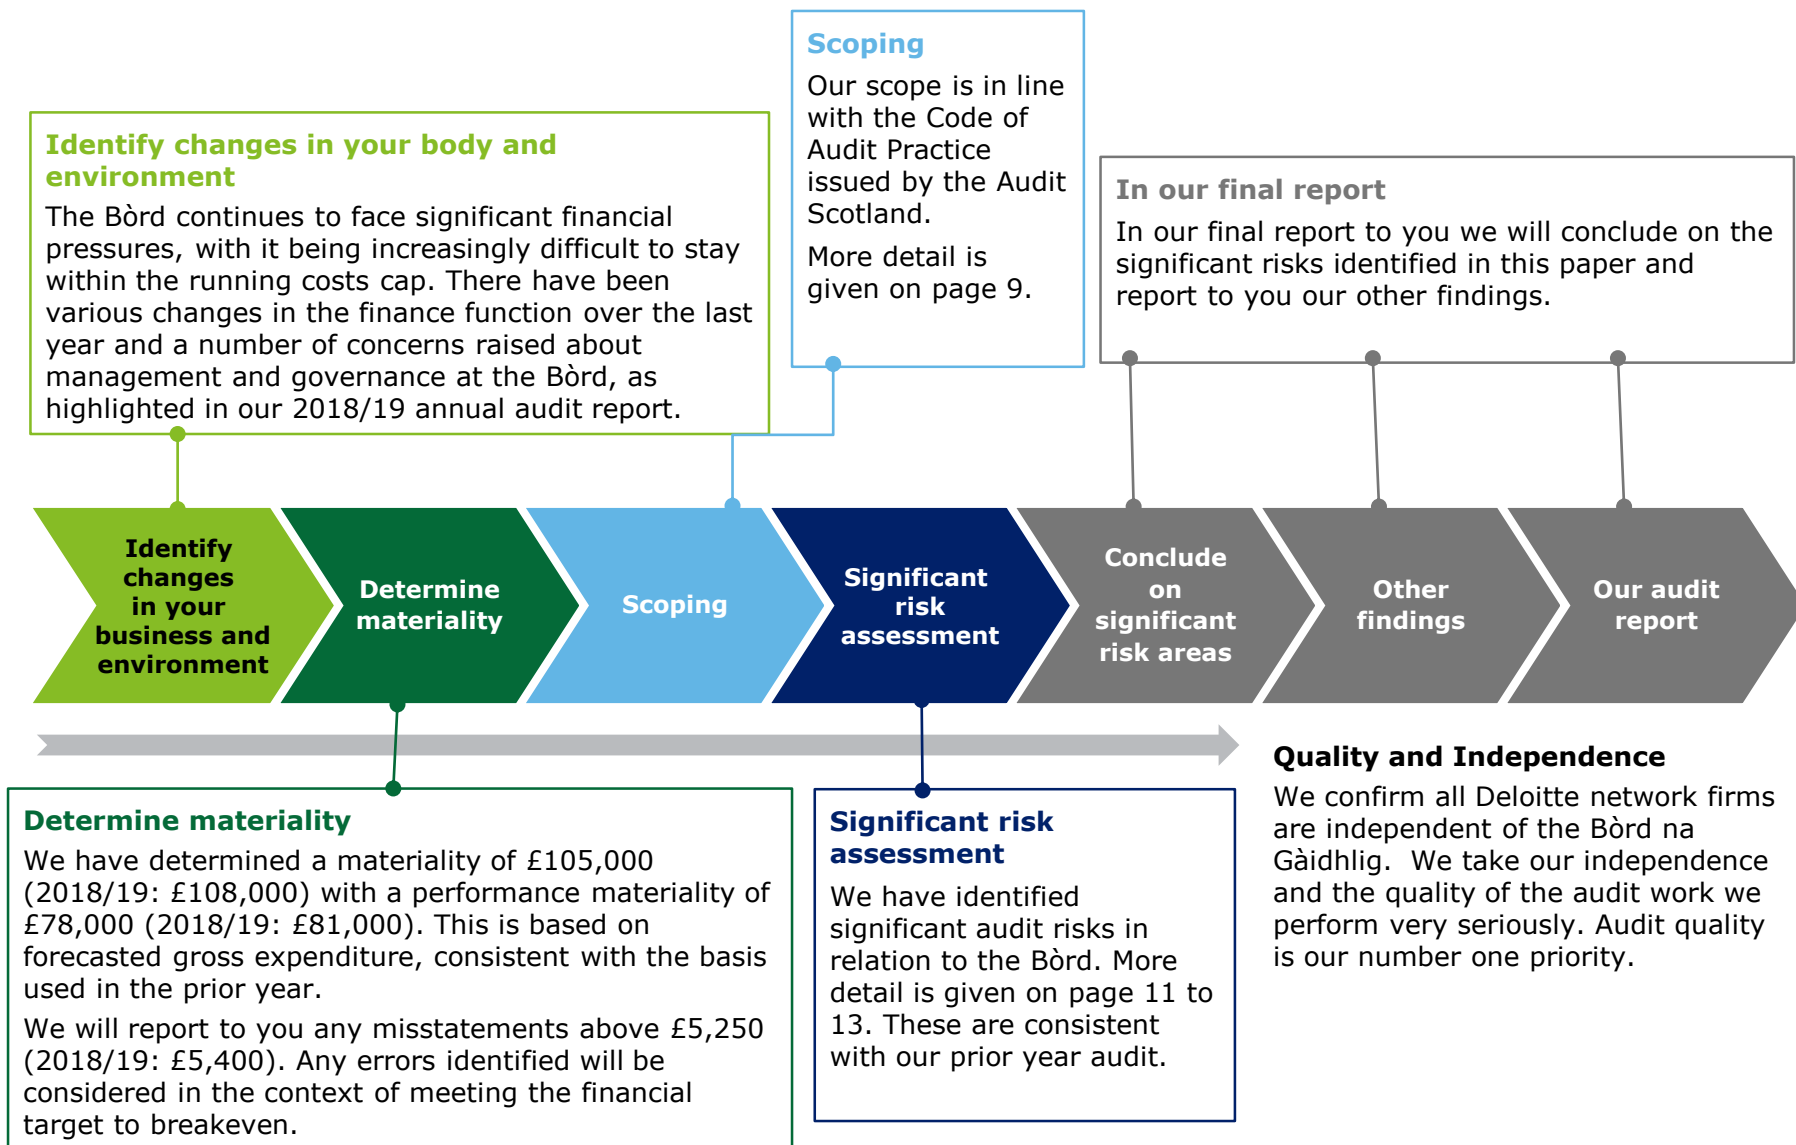 Scoping
Our scope is in line
with the Code of
Audit Practice
issued by the Audit
Scotland.
More detail is
given on page 9.
Identify changes in your body and
environment
The Bòrd continues to face significant financial
pressures, with it being increasingly difficult to stay
within the running costs cap. There have been
various changes in the finance function over the last
year and a number of concerns raised about
management and governance at the Bòrd, as
highlighted in our 2018/19 annual audit report.
In our final report
In our final report to you we will conclude on the
significant risks identified in this paper and
report to you our other findings.
Identify
changes
in your
business and
environment
Determine
materiality
Scoping
Significant
risk
assessment
Conclude
on
significant
risk areas
Other
findings
Our audit
report
Determine materiality
We have determined a materiality of £105,000
(2018/19: £108,000) with a performance materiality of
£78,000 (2018/19: £81,000). This is based on
forecasted gross expenditure, consistent with the basis
used in the prior year.
We will report to you any misstatements above £5,250
(2018/19: £5,400). Any errors identified will be
considered in the context of meeting the financial
target to breakeven.
Significant risk
assessment
We have identified
significant audit risks in
relation to the Bòrd. More
detail is given on page 11 to
13. These are consistent
with our prior year audit.
Quality and Independence
We confirm all Deloitte network firms
are independent of the Bòrd na
Gàidhlig.  We take our independence
and the quality of the audit work we
perform very seriously. Audit quality
is our number one priority.